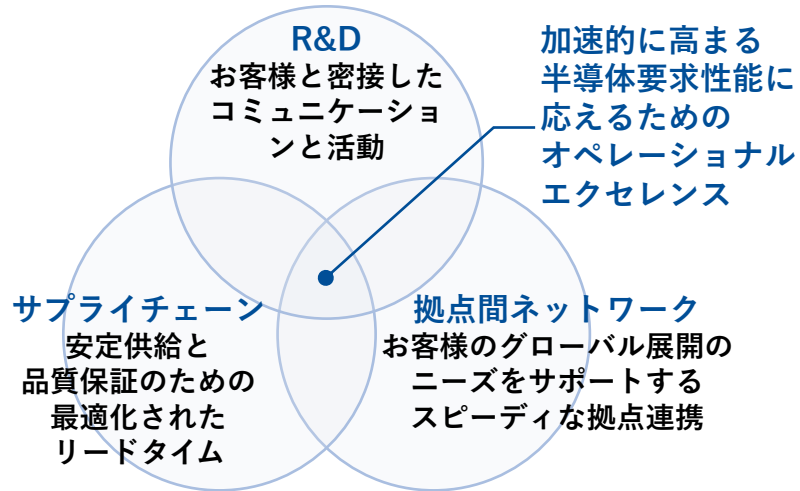 R&D
お客様と密接した
コミュニケーショ
ンと活動
加速的に高まる
半導体要求性能に
応えるための
オペレーショナル
エクセレンス
サプライチェーン
安定供給と
品質保証のための
最適化された
リードタイム
拠点間ネットワーク
お客様のグローバル展開の
ニーズをサポートする
スピーディな拠点連携